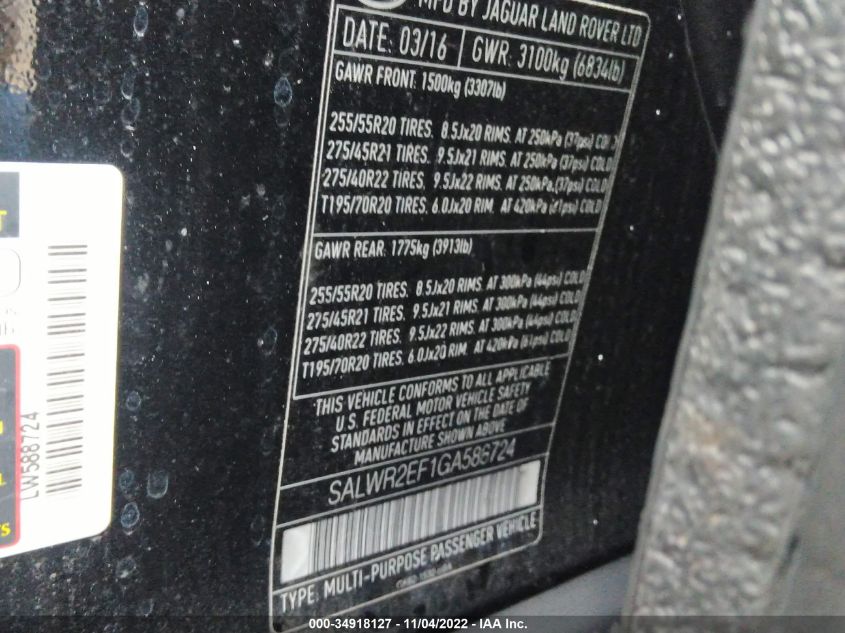 MFD BY JAGUAR LAND ROVER LTD
DATE: 03/16 GWR: 3100kg (6834lb)
GAWR FRONT: 1500kg (3307lb)
255/55R20 TIRES. 8.5Jx20 RIMS. AT 250kPa (37psi) COLD
275/45R21 TIRES. 9.5Jx21 RIMS. AT 250kPa (37psi) COLD
275/40R22 TIRES. 9.5Jx22 RIMS. AT 250kPa.(37psi) COLD
T195/70R20 TIRES. 6.0Jx20 RIM. AT 420kPa (61psi) COLD
GAWR REAR: 1775kg (3913lb)
255/55R20 TIRES. 8.5Jx20 RIMS. AT 300kPa (44psi) COLD
275/45R21 TIRES. 9.5Jx21 RIMS. AT 300kPa (44psi) COLD
275/40R22 TIRES. 9.5Jx22 RIMS. AT 300kPa (44psi) COLD
T195/70R20 TIRES. 6.0Jx20 RIM. AT 420kPa (61psi) COLD
THIS VEHICLE CONFORMS TO ALL APPLICABLE
U.S. FEDERAL MOTOR VEHICLE SAFETY
STANDARDS IN EFFECT ON THE DATE OF
MANUFACTURE SHOWN ABOVE.
SALWR2EF1GA588724
TYPE: MULTI-PURPOSE PASSENGER VEHICLE
LW588724
000-34918127 - 11/04/2022 - IAA Inc.